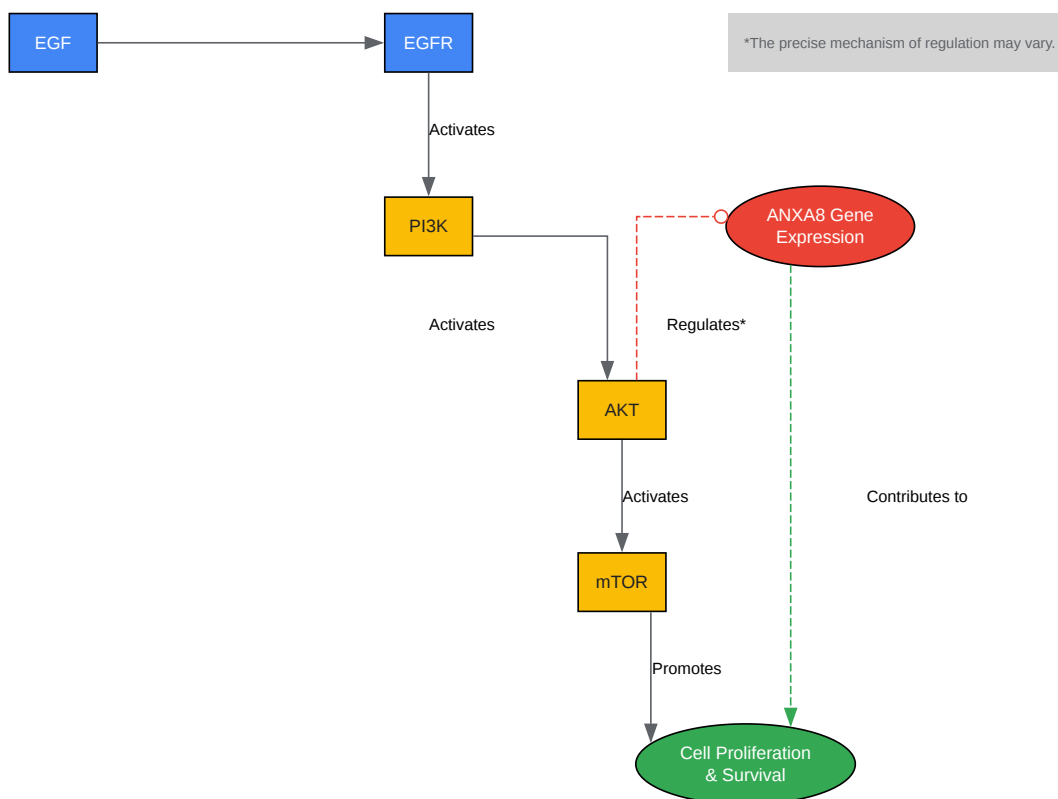 EGF
EGFR
*The precise mechanism of regulation may vary.
Activates
PI3K
ANXA8 Gene
Expression
Activates
Regulates*
AKT
Activates
Contributes to
mTOR
Promotes
Cell Proliferation
& Survival